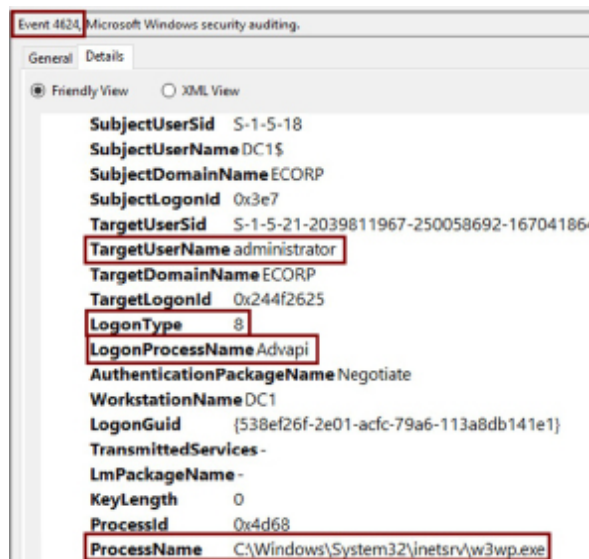 Event 4624, Microsoft Windows security auditing.
General Details
Friendly View XML View
SubjectUserSid S-1-5-18
SubjectUserName DC1$
SubjectDomainName ECORP
SubjectLogonId 0x3e7
TargetUserSid S-1-5-21-2039811967-250058692-167041864
TargetUserName administrator
TargetDomainName ECORP
TargetLogonId 0x244f2625
LogonType 8
LogonProcessName Advapi
AuthenticationPackageName Negotiate
WorkstationName DC1
LogonGuid {538ef26f-2e01-acfc-79a6-113a8db141e1}
TransmittedServices -
LmPackageName -
KeyLength 0
ProcessId 0x4d68
ProcessName C:\Windows\System32\inetsrv\w3wp.exe